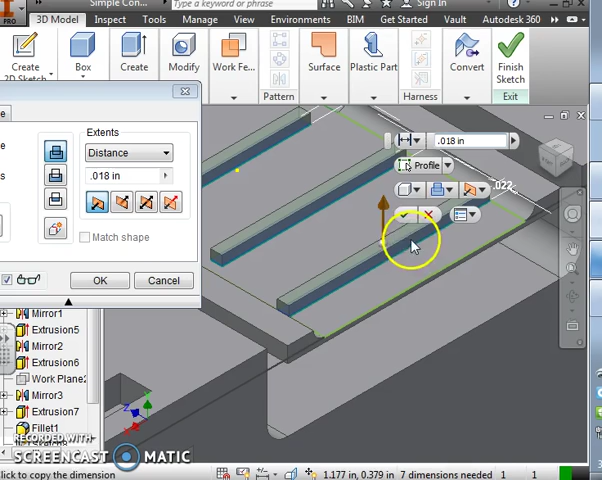 PRO
Simple Con...
Type a keyword or phrase
Sign In
3D Model
Inspect
Tools
Manage
View
Environments
BIM
Get Started
Vault
Autodesk 360
Create
2D Sketch
Box
Create
Modify
Work Fe...
Pattern
Surface
Plastic Part
Harness
Convert
Finish
Sketch
Exit
Extents
Distance
.018 in
Match shape
OK
Cancel
.018 in
Profile
.022
Mirror1
Extrusion5
Mirror2
Extrusion6
Work Plane2
Mirror3
Extrusion7
Fillet1
Z
Y
X
RECORDED WITH
SCREENCAST MATIC
Click to copy the dimension
1.177 in, 0.379 in
7 dimensions needed
1
1